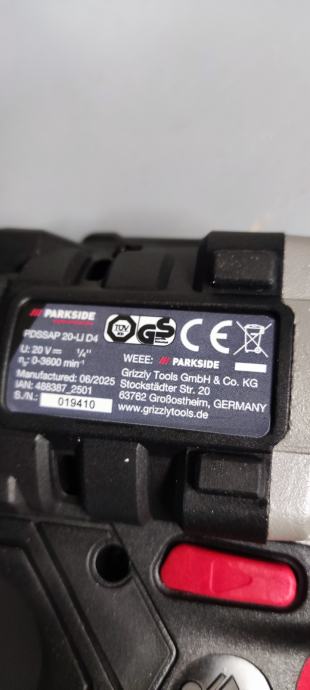 PARKSIDE
PDSSAP 20-LI D4
U: 20 V ⎓ ¼"
n₀: 0-3600 min⁻¹
Manufactured: 06/2025
IAN: 488387_2501
S./N.: 019410
TÜV GS CE
WEEE: PARKSIDE
Grizzly Tools GmbH & Co. KG
Stockstädter Str. 20
63762 Großostheim, GERMANY
www.grizzlytools.de